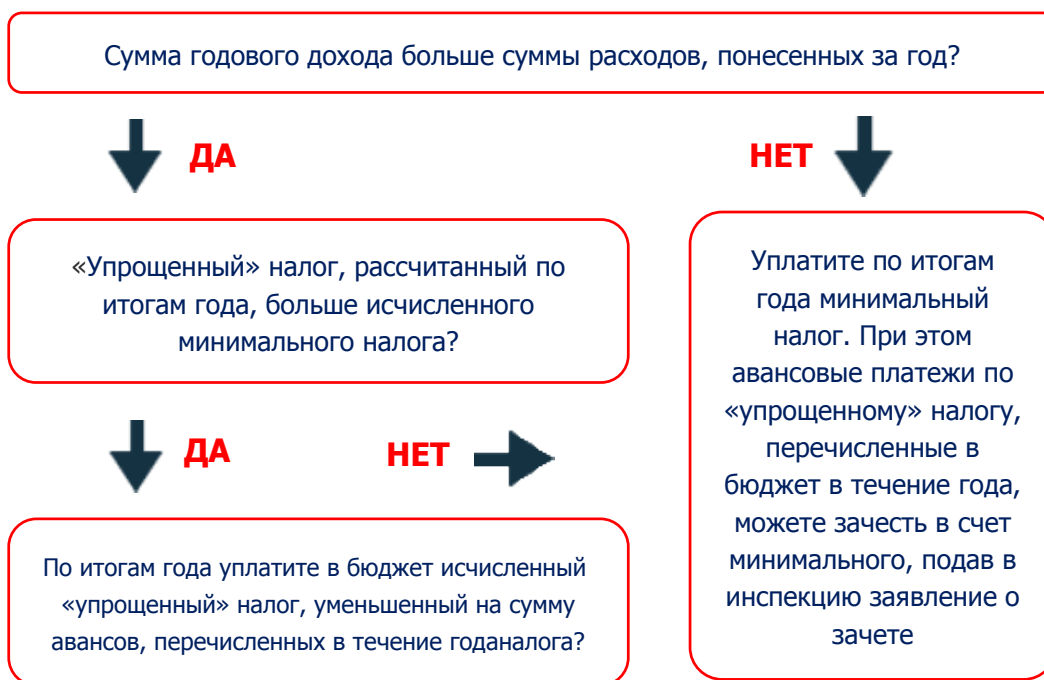 Сумма годового дохода больше суммы расходов, понесенных за год?
ДА
НЕТ
«Упрощенный» налог, рассчитанный по
итогам года, больше исчисленного
минимального налога?
ДА
НЕТ
По итогам года уплатите в бюджет исчисленный
«упрощенный» налог, уменьшенный на сумму
авансов, перечисленных в течение годаналога?
Уплатите по итогам
года минимальный
налог. При этом
авансовые платежи по
«упрощенному» налогу,
перечисленные в
бюджет в течение года,
можете зачесть в счет
минимального, подав в
инспекцию заявление о
зачете